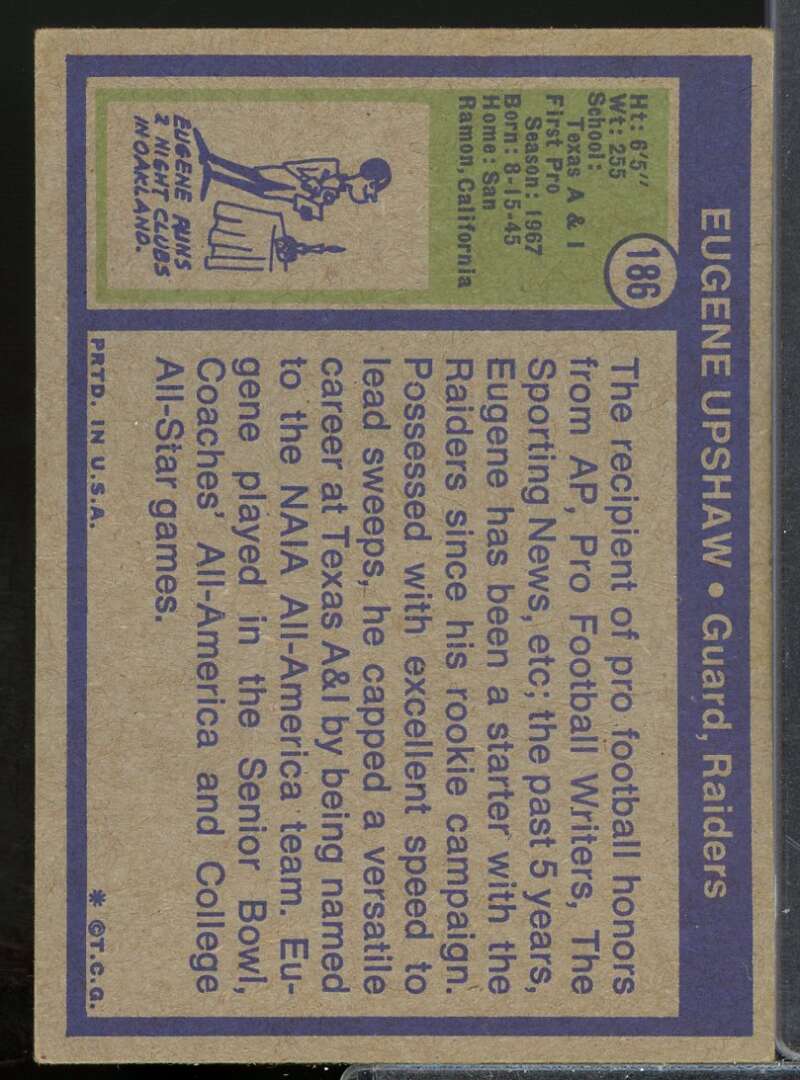 EUGENE UPSHAW • Guard, Raiders
186
Ht: 6'5"
Wt: 255
School:
Texas A & I
First Pro
Season: 1967
Born: 8-15-45
Home: San
Ramon, California
EUGENE RUNS
2 NIGHT CLUBS
IN OAKLAND.
The recipient of pro football honors
from AP, Pro Football Writers, The
Sporting News, etc; the past 5 years,
Eugene has been a starter with the
Raiders since his rookie campaign.
Possessed with excellent speed to
lead sweeps, he capped a versatile
career at Texas A&I by being named
to the NAIA All-America team. Eu-
gene played in the Senior Bowl,
Coaches' All-America and College
All-Star games.
PRTD. IN U.S.A.
* ©T.C.G.